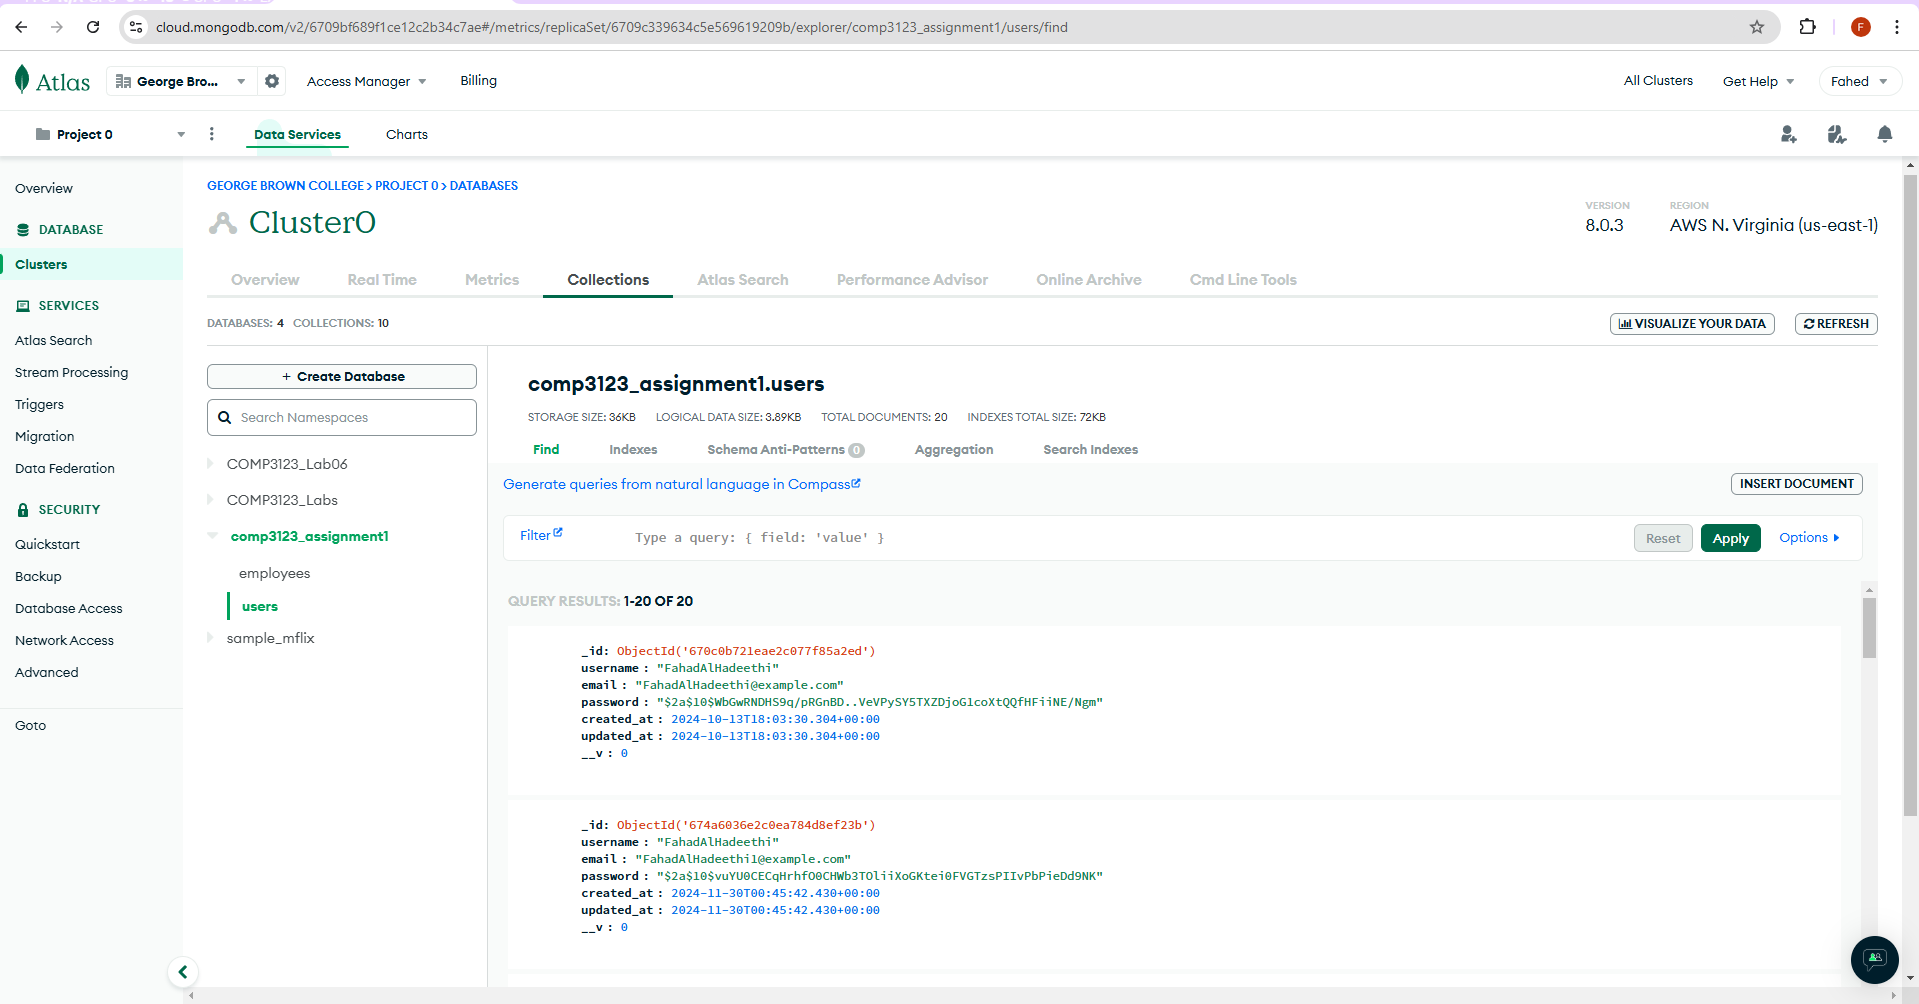 cloud.mongodb.com/v2/6709bf689f1ce12c2b34c7ae#/metrics/replicaSet/6709c339634c5e569619209b/explorer/comp3123_assignment1/users/find
F
Atlas
George Bro...
Access Manager
Billing
All Clusters
Get Help
Fahed
Project 0
Data Services
Charts
Overview
DATABASE
Clusters
SERVICES
Atlas Search
Stream Processing
Triggers
Migration
Data Federation
SECURITY
Quickstart
Backup
Database Access
Network Access
Advanced
Goto
GEORGE BROWN COLLEGE > PROJECT 0 > DATABASES
Cluster0
VERSION
8.0.3
REGION
AWS N. Virginia (us-east-1)
Overview
Real Time
Metrics
Collections
Atlas Search
Performance Advisor
Online Archive
Cmd Line Tools
DATABASES: 4 COLLECTIONS: 10
VISUALIZE YOUR DATA
REFRESH
+ Create Database
Search Namespaces
COMP3123_Lab06
COMP3123_Labs
comp3123_assignment1
employees
users
sample_mflix
comp3123_assignment1.users
STORAGE SIZE: 36KB LOGICAL DATA SIZE: 3.89KB TOTAL DOCUMENTS: 20 INDEXES TOTAL SIZE: 72KB
Find
Indexes
Schema Anti-Patterns 0
Aggregation
Search Indexes
Generate queries from natural language in Compass
INSERT DOCUMENT
Filter
Type a query: { field: 'value' }
Reset
Apply
Options
QUERY RESULTS: 1-20 OF 20
_id: ObjectId('670c0b721eae2c077f85a2ed')
username : "FahadAlHadeethi"
email : "FahadAlHadeethi@example.com"
password : "$2a$10$WbGwRNDHS9q/pRGnBD..VeVPySY5TXZDjoG1coXtQQfHFiiNE/Ngm"
created_at : 2024-10-13T18:03:30.304+00:00
updated_at : 2024-10-13T18:03:30.304+00:00
__v : 0
_id: ObjectId('674a6036e2c0ea784d8ef23b')
username : "FahadAlHadeethi"
email : "FahadAlHadeethi1@example.com"
password : "$2a$10$vuYU0CECqHrhfO0CHWb3TOliiXoGKtei0FVGTzsPIIvPbPieDd9NK"
created_at : 2024-11-30T00:45:42.430+00:00
updated_at : 2024-11-30T00:45:42.430+00:00
__v : 0